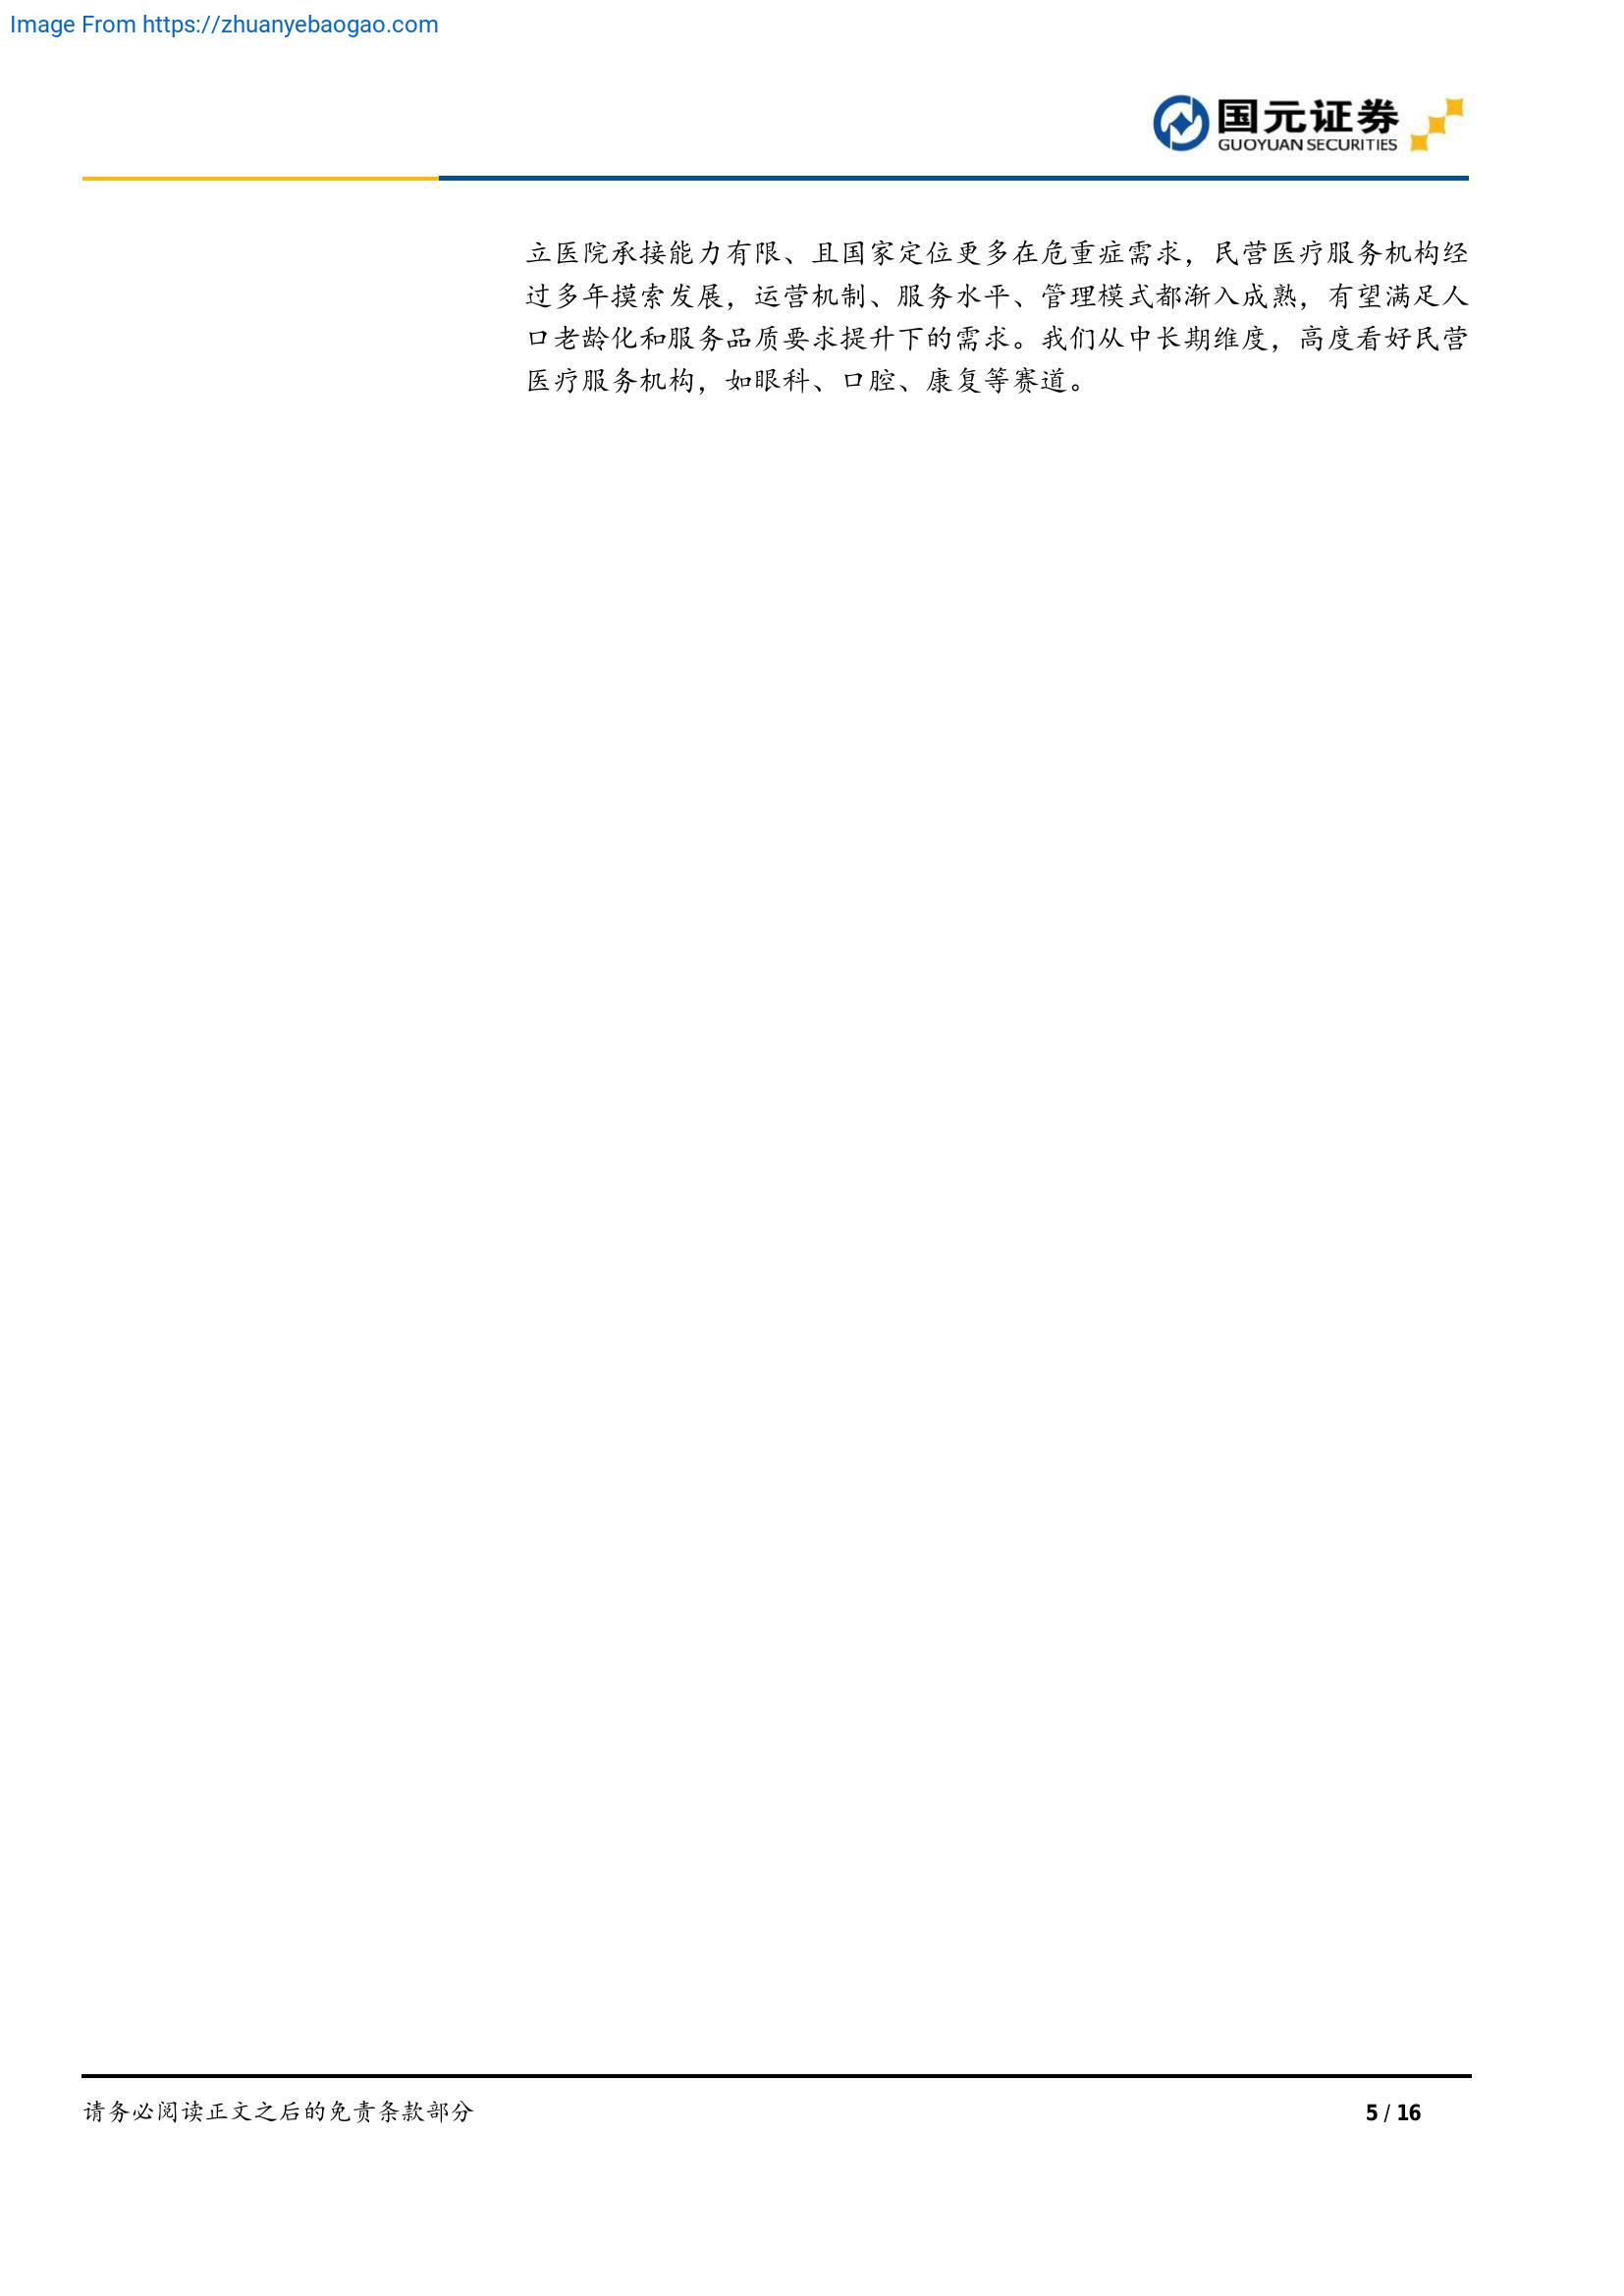 Image From https://zhuanyebaogao.com
国元证券
GUOYUAN SECURITIES
立医院承接能力有限、且国家定位更多在危重症需求，民营医疗服务机构经
过多年摸索发展，运营机制、服务水平、管理模式都渐入成熟，有望满足人
口老龄化和服务品质要求提升下的需求。我们从中长期维度，高度看好民营
医疗服务机构，如眼科、口腔、康复等赛道。
请务必阅读正文之后的免责条款部分
5 / 16